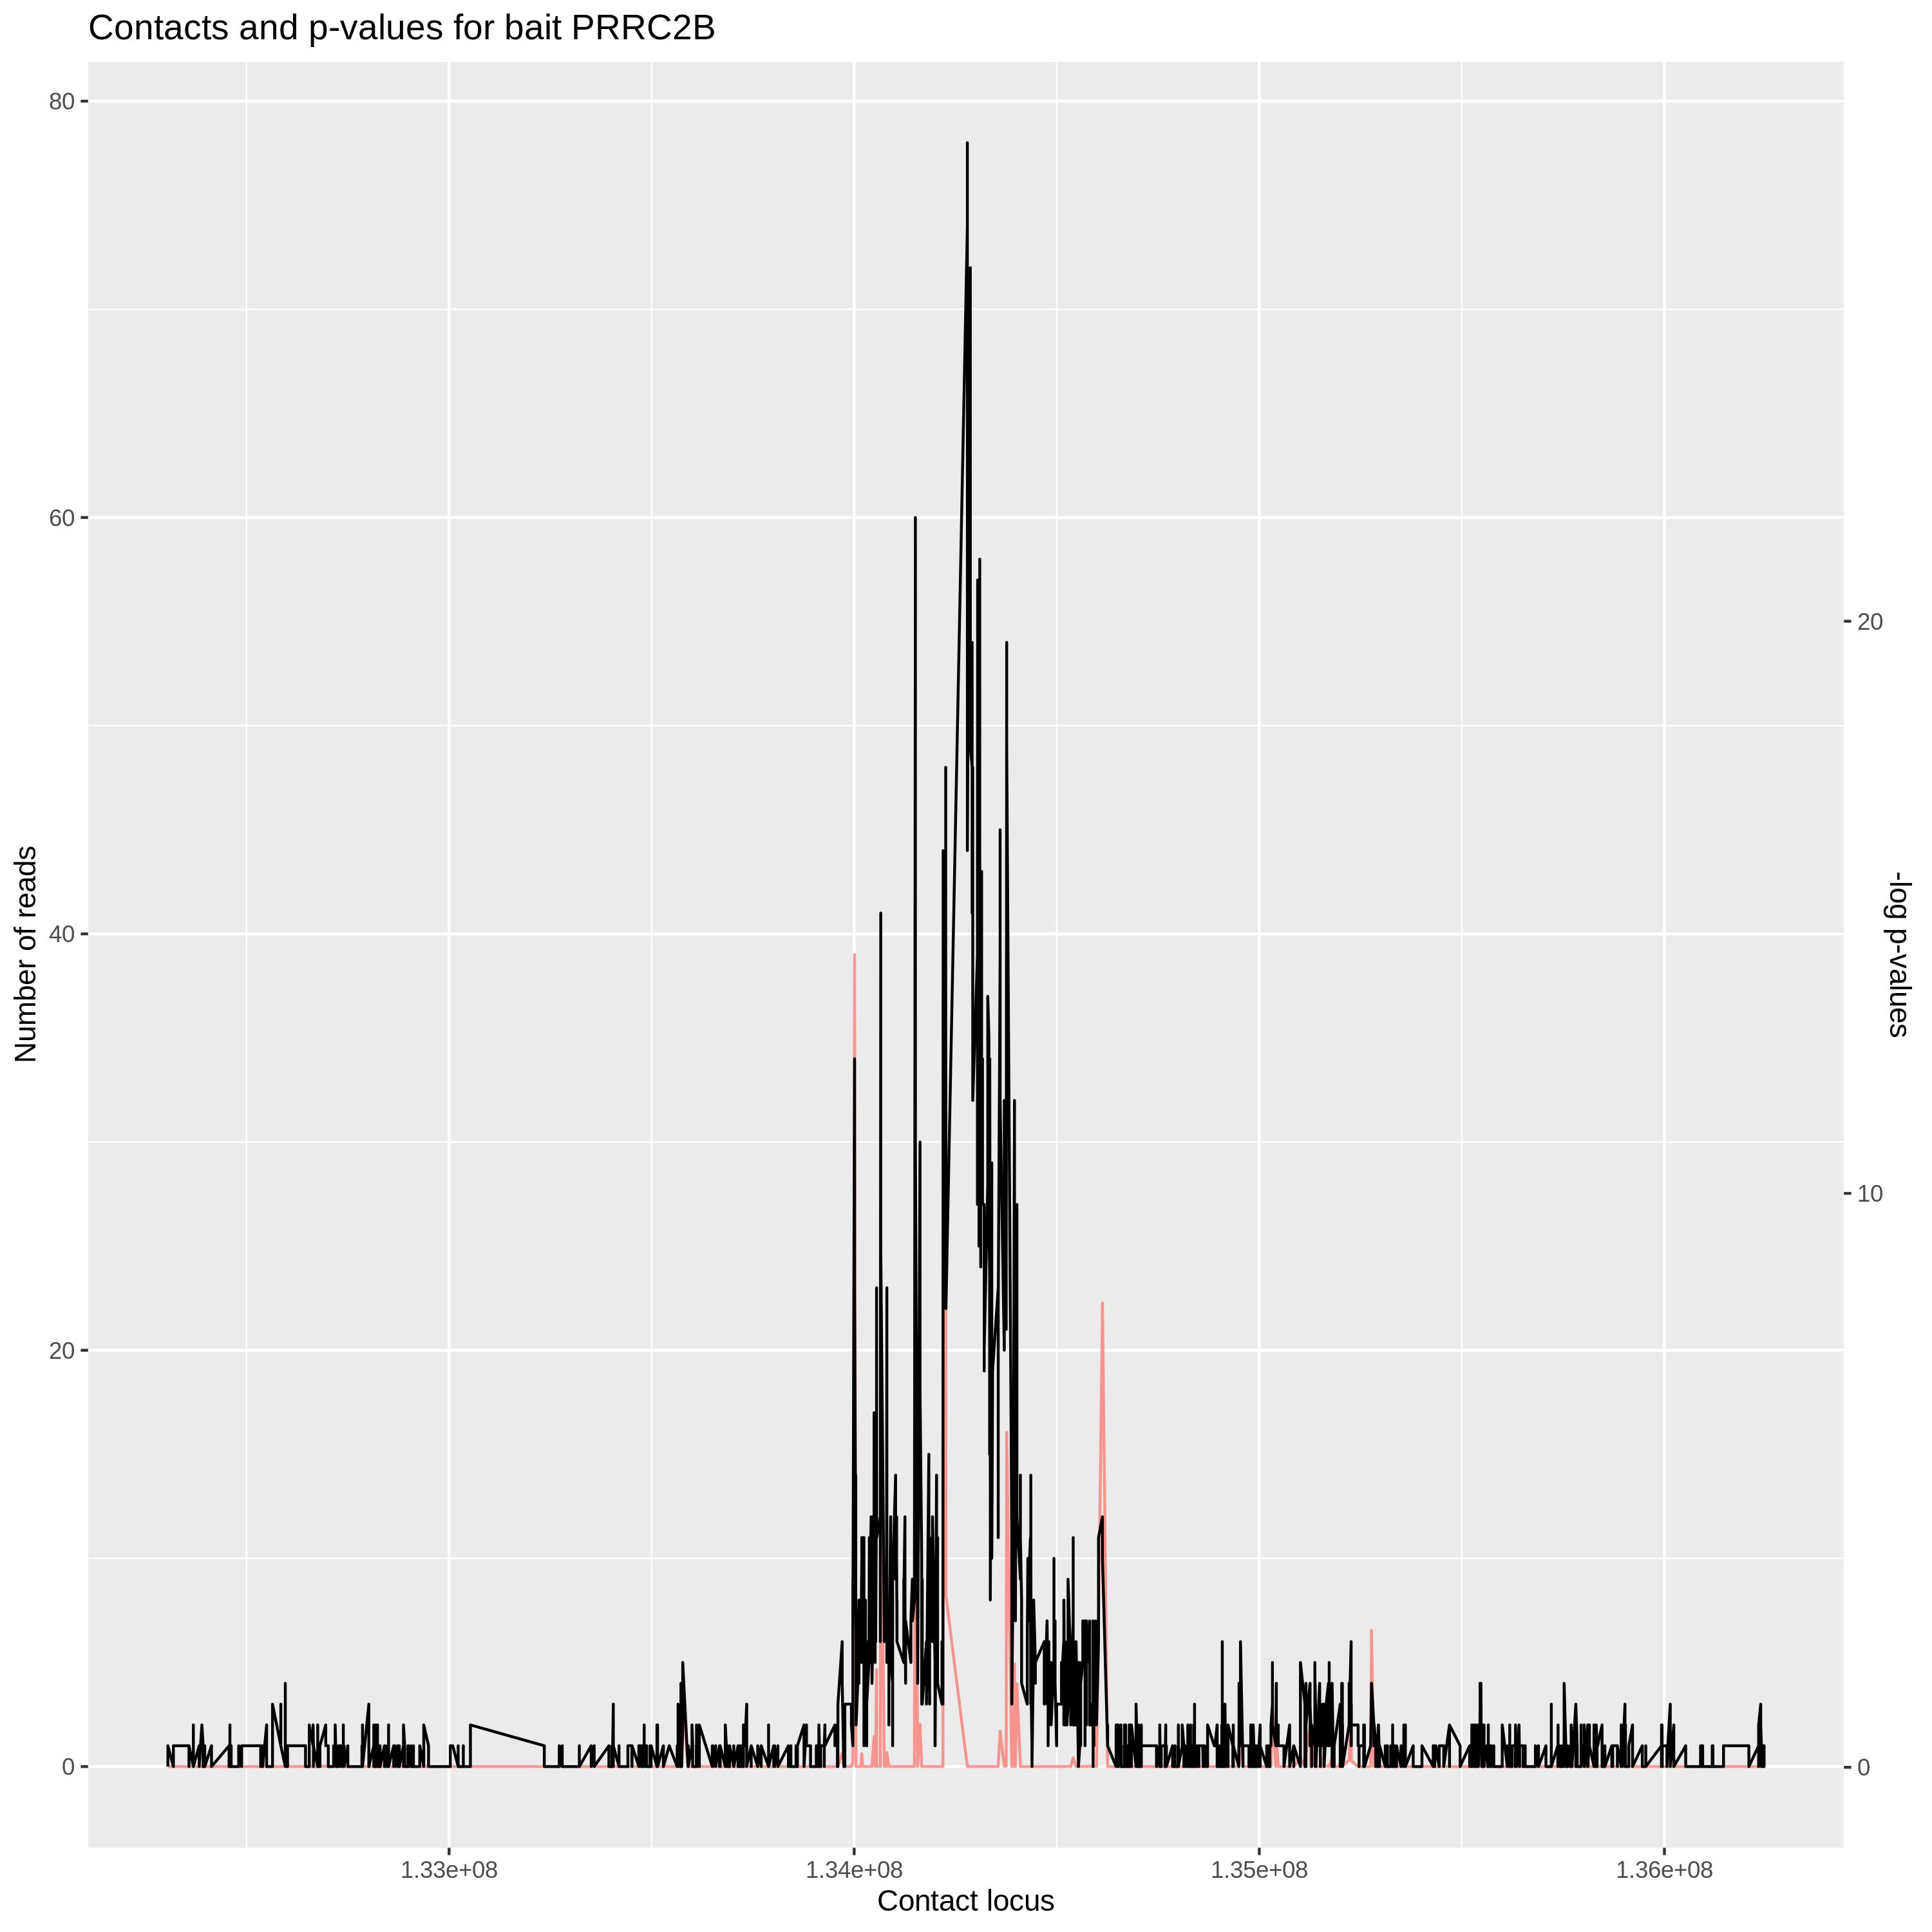 Contacts and p-values for bait PRRC2B
80
60
40
20
0
Number of reads
20
10
0
-log p-values
1.33e+08
1.34e+08
1.35e+08
1.36e+08
Contact locus